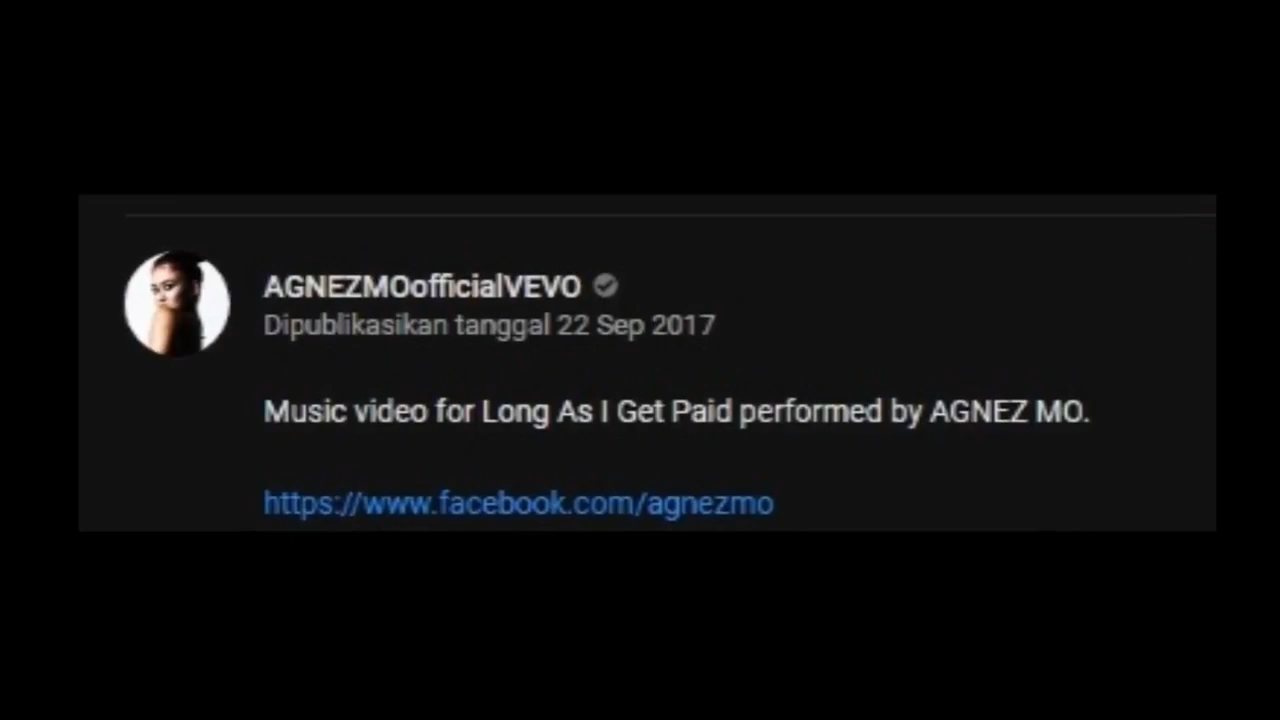 AGNEZMOofficialVEVO
Dipublikasikan tanggal 22 Sep 2017
Music video for Long As I Get Paid performed by AGNEZ MO.
https://www.facebook.com/agnezmo